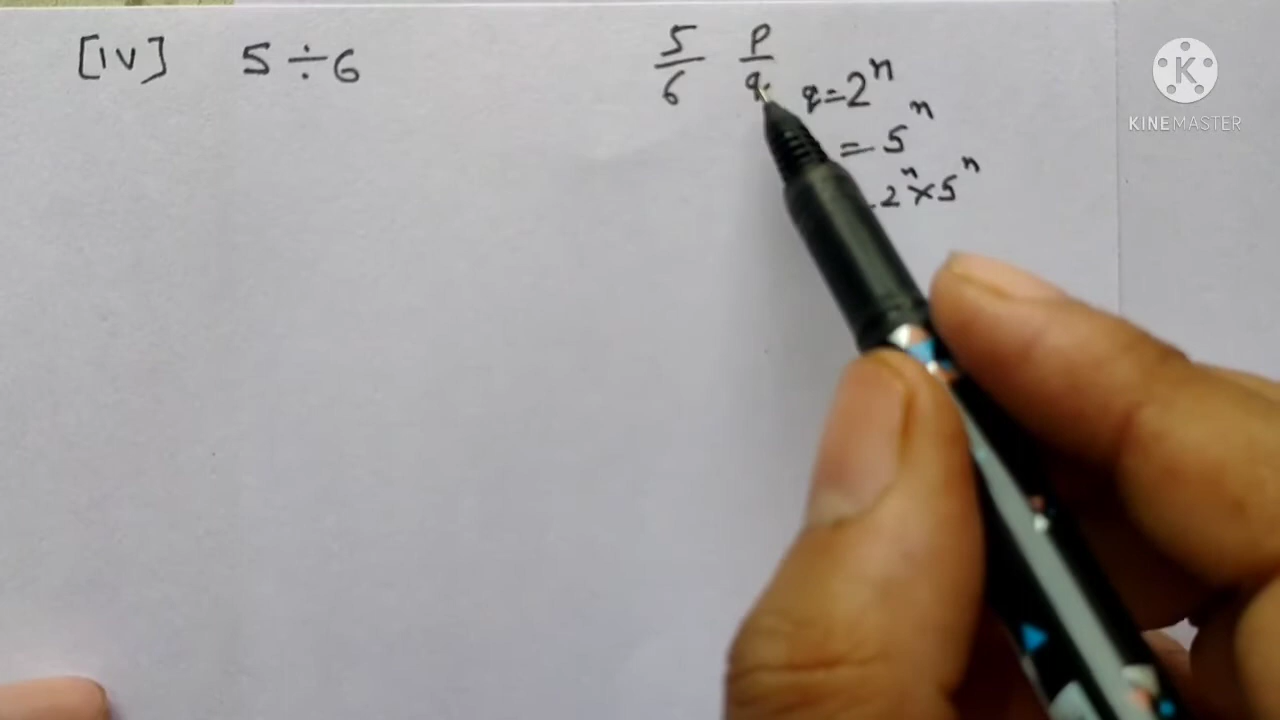 [IV] 5 ÷ 6
5/6 p/q q = 2^n
= 5^n
2^n × 5^n
K
KINEMASTER